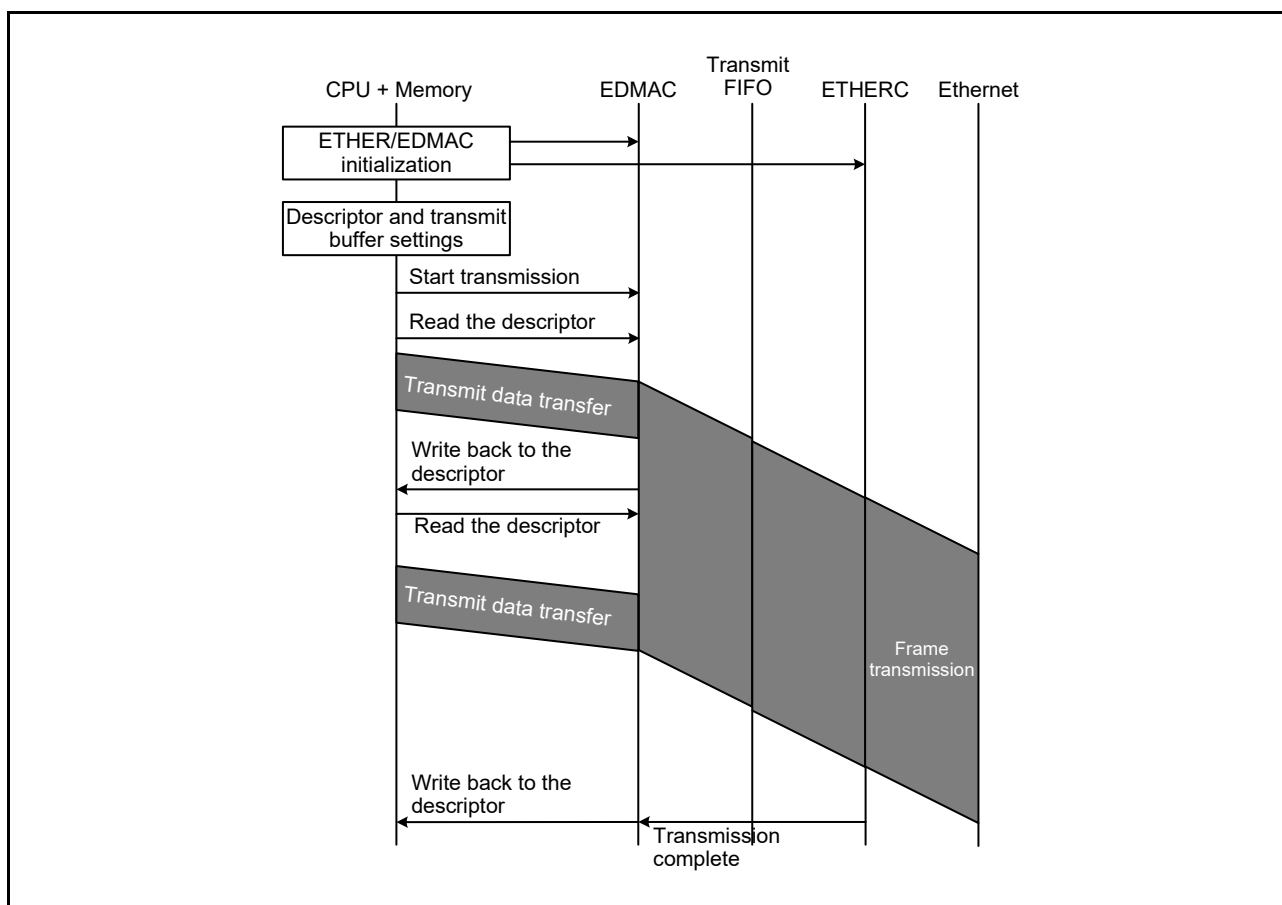 Transmit
CPU + Memory EDMAC FIFO ETHERC Ethernet
ETHER/EDMAC
initialization
Descriptor and transmit
buffer settings
Start transmission
Read the descriptor
Transmit data transfer
Write back to the
descriptor
Read the descriptor
Transmit data transfer
Frame
transmission
Write back to the
descriptor
Transmission
complete